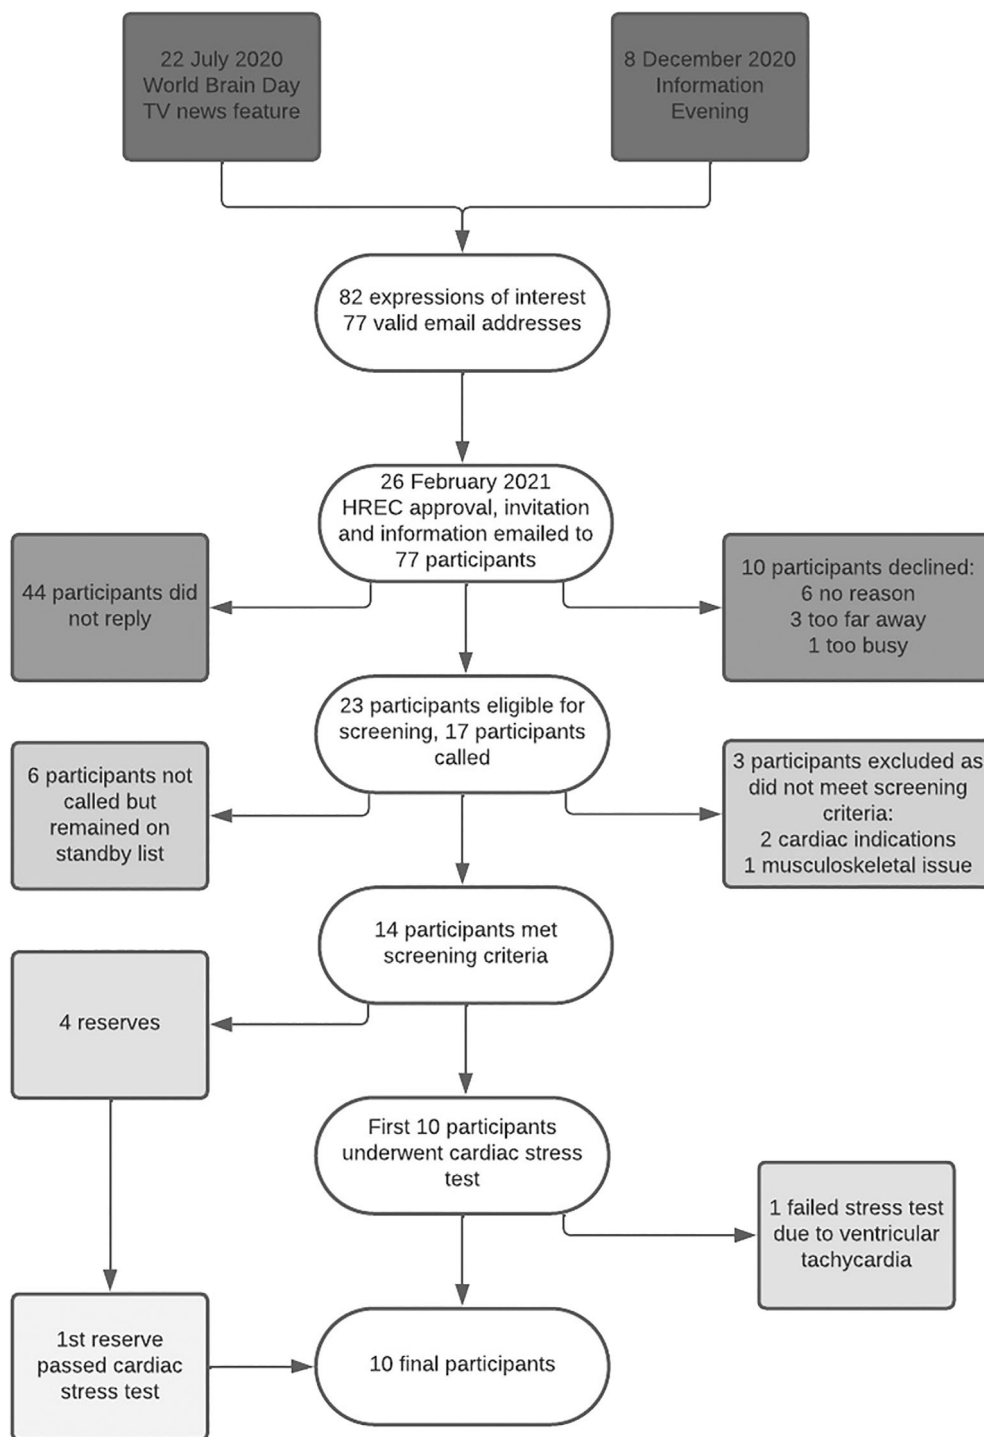 22 July 2020
World Brain Day
TV news feature
8 December 2020
Information
Evening
82 expressions of interest
77 valid email addresses
26 February 2021
HREC approval, invitation
and information emailed to
77 participants
44 participants did
not reply
10 participants declined:
6 no reason
3 too far away
1 too busy
23 participants eligible for
screening, 17 participants
called
6 participants not
called but
remained on
standby list
3 participants excluded as
did not meet screening
criteria:
2 cardiac indications
1 musculoskeletal issue
14 participants met
screening criteria
4 reserves
First 10 participants
underwent cardiac stress
test
1 failed stress test
due to ventricular
tachycardia
1st reserve
passed cardiac
stress test
10 final participants